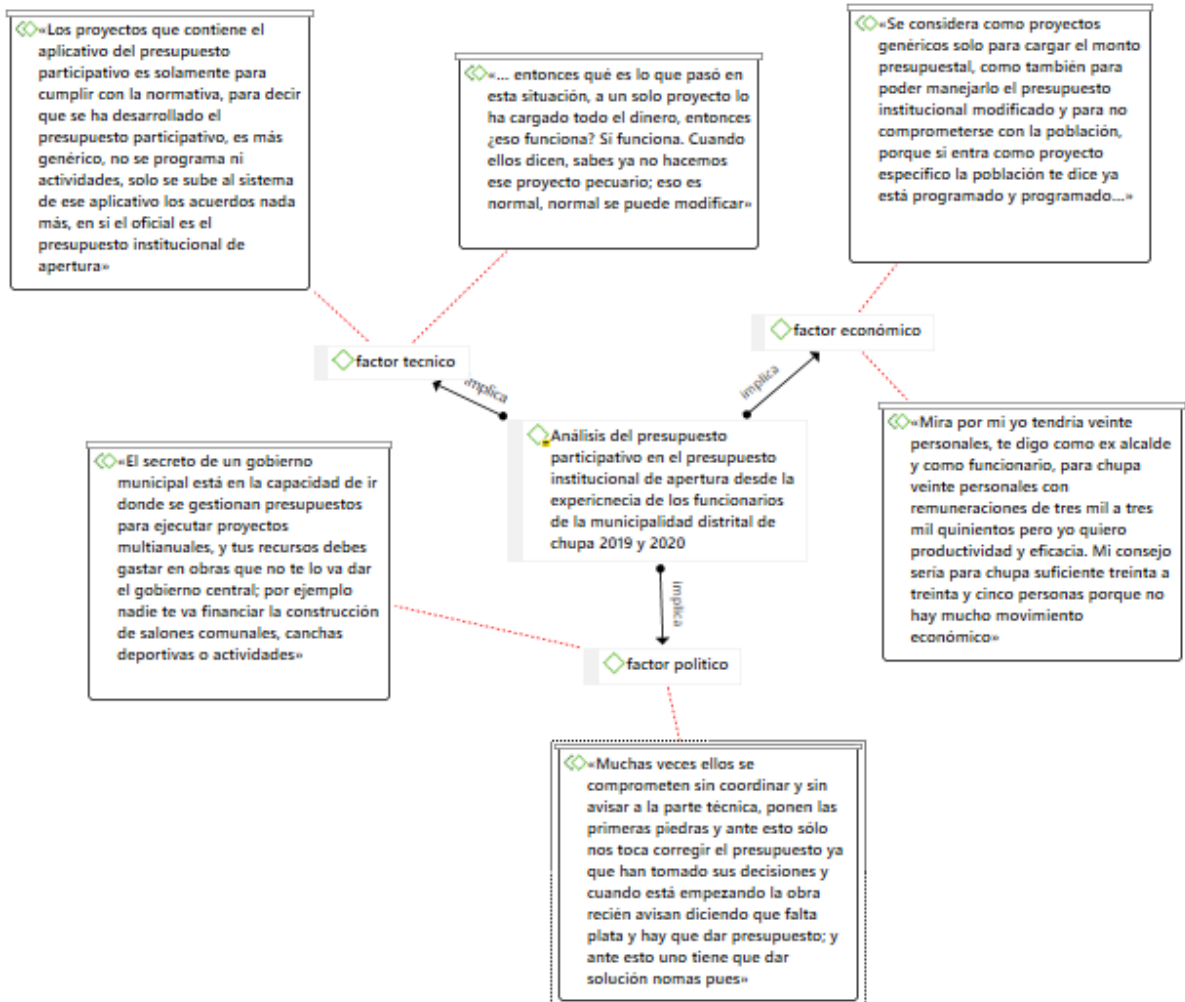 «Los proyectos que contiene el
aplicativo del presupuesto
participativo es solamente para
cumplir con la normativa, para decir
que se ha desarrollado el
presupuesto participativo, es más
genérico, no se programa ni
actividades, solo se sube al sistema
de ese aplicativo los acuerdos nada
más, en si el oficial es el
presupuesto institucional de
apertura»
«... entonces qué es lo que pasó en
esta situación, a un solo proyecto lo
ha cargado todo el dinero, entonces
¿eso funciona? Si funciona. Cuando
ellos dicen, sabes ya no hacemos
ese proyecto pecuario; eso es
normal, normal se puede modificar»
«Se considera como proyectos
genéricos solo para cargar el monto
presupuestal, como también para
poder manejarlo el presupuesto
institucional modificado y para no
comprometerse con la población,
porque si entra como proyecto
especifico la población te dice ya
está programado y programado...»
factor tecnico
factor económico
implica
implica
Análisis del presupuesto
participativo en el presupuesto
institucional de apertura desde la
expericnecia de los funcionarios
de la municipalidad distrital de
chupa 2019 y 2020
«El secreto de un gobierno
municipal está en la capacidad de ir
donde se gestionan presupuestos
para ejecutar proyectos
multianuales, y tus recursos debes
gastar en obras que no te lo va dar
el gobierno central; por ejemplo
nadie te va financiar la construcción
de salones comunales, canchas
deportivas o actividades»
«Mira por mi yo tendria veinte
personales, te digo como ex alcalde
y como funcionario, para chupa
veinte personales con
remuneraciones de tres mil a tres
mil quinientos pero yo quiero
productividad y eficacia. Mi consejo
seria para chupa suficiente treinta a
treinta y cinco personas porque no
hay mucho movimiento
económico»
implica
factor politico
«Muchas veces ellos se
comprometen sin coordinar y sin
avisar a la parte técnica, ponen las
primeras piedras y ante esto sólo
nos toca corregir el presupuesto ya
que han tomado sus decisiones y
cuando está empezando la obra
recién avisan diciendo que falta
plata y hay que dar presupuesto; y
ante esto uno tiene que dar
solución nomas pues»